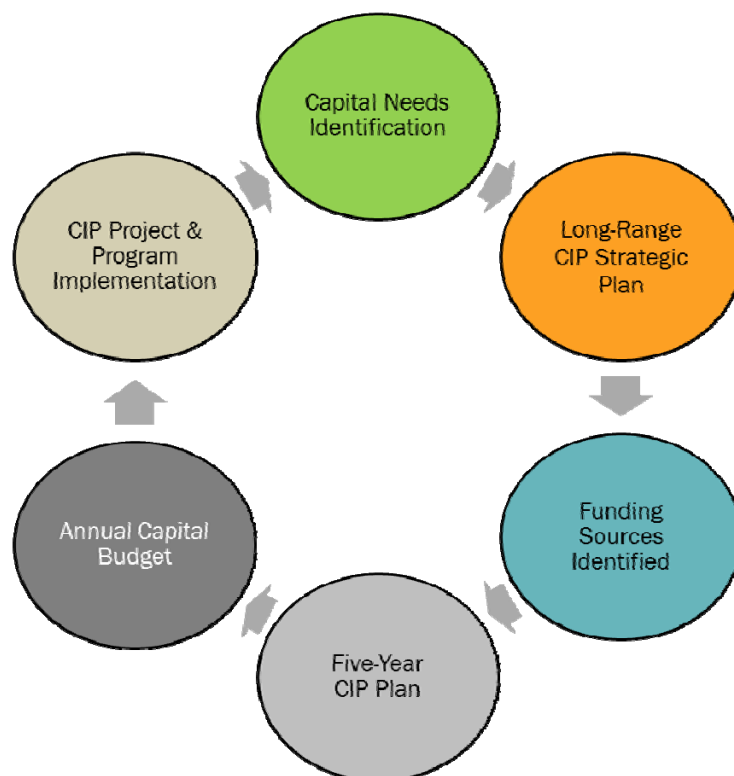 Capital Needs
Identification
CIP Project &
Program
Implementation
Long-Range
CIP Strategic
Plan
Annual Capital
Budget
Funding
Sources
Identified
Five-Year
CIP Plan